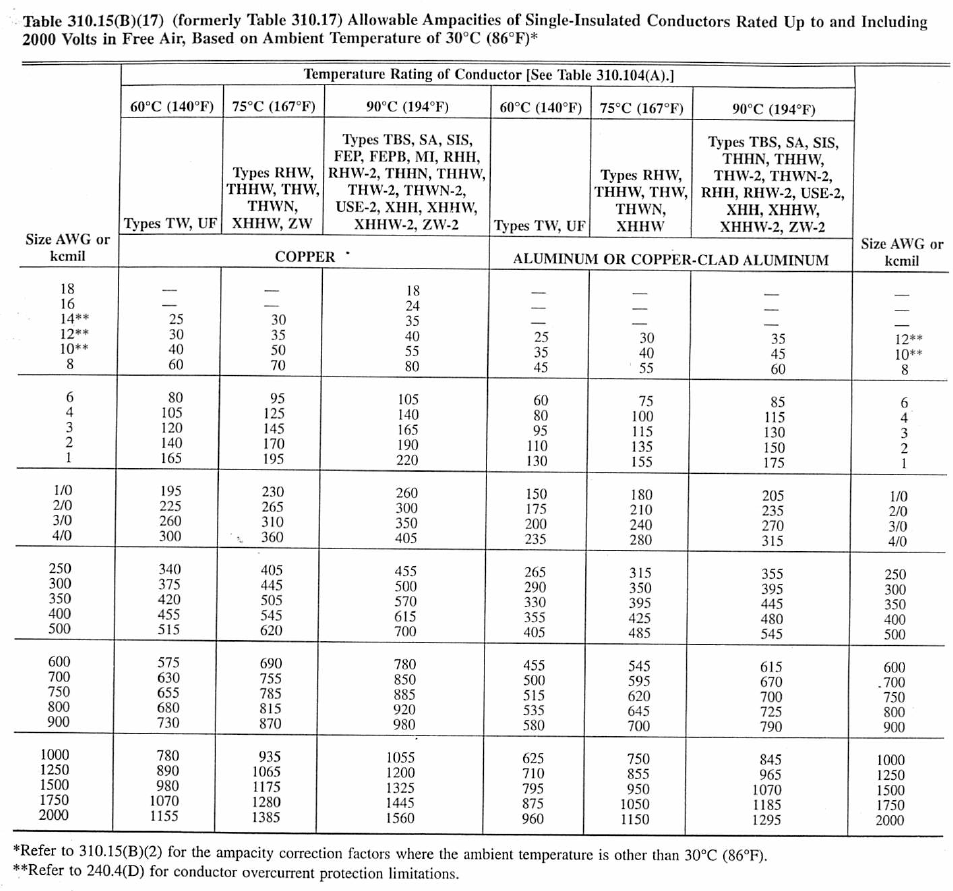 Table 310.15(B)(17) (formerly Table 310.17) Allowable Ampacities of Single-Insulated Conductors Rated Up to and Including
2000 Volts in Free Air, Based on Ambient Temperature of 30°C (86°F)*
Temperature Rating of Conductor [See Table 310.104(A).]
60°C (140°F) 75°C (167°F) 90°C (194°F) 60°C (140°F) 75°C (167°F) 90°C (194°F)
Size AWG or kcmil
Types TW, UF
Types RHW,
THHW, THW,
THWN,
XHHW, ZW
Types TBS, SA, SIS,
FEP, FEPB, MI, RHH,
RHW-2, THHN, THHW,
THW-2, THWN-2,
USE-2, XHH, XHHW,
XHHW-2, ZW-2
Types TW, UF
Types RHW,
THHW, THW,
THWN,
XHHW
Types TBS, SA, SIS,
THHN, THHW,
THW-2, THWN-2,
RHH, RHW-2, USE-2,
XHH, XHHW,
XHHW-2, ZW-2
Size AWG or kcmil
COPPER ALUMINUM OR COPPER-CLAD ALUMINUM
18 — — 18 — — — —
16 — — 24 — — — —
14** 25 30 35 — — — —
12** 30 35 40 25 30 35 12**
10** 40 50 55 35 40 45 10**
8 60 70 80 45 55 60 8
6 80 95 105 60 75 85 6
4 105 125 140 80 100 115 4
3 120 145 165 95 115 130 3
2 140 170 190 110 135 150 2
1 165 195 220 130 155 175 1
1/0 195 230 260 150 180 205 1/0
2/0 225 265 300 175 210 235 2/0
3/0 260 310 350 200 240 270 3/0
4/0 300 360 405 235 280 315 4/0
250 340 405 455 265 315 355 250
300 375 445 500 290 350 395 300
350 420 505 570 330 395 445 350
400 455 545 615 355 425 480 400
500 515 620 700 405 485 545 500
600 575 690 780 455 545 615 600
700 630 755 850 500 595 670 700
750 655 785 885 515 620 700 750
800 680 815 920 535 645 725 800
900 730 870 980 580 700 790 900
1000 780 935 1055 625 750 845 1000
1250 890 1065 1200 710 855 965 1250
1500 980 1175 1325 795 950 1070 1500
1750 1070 1280 1445 875 1050 1185 1750
2000 1155 1385 1560 960 1150 1295 2000
*Refer to 310.15(B)(2) for the ampacity correction factors where the ambient temperature is other than 30°C (86°F).
**Refer to 240.4(D) for conductor overcurrent protection limitations.